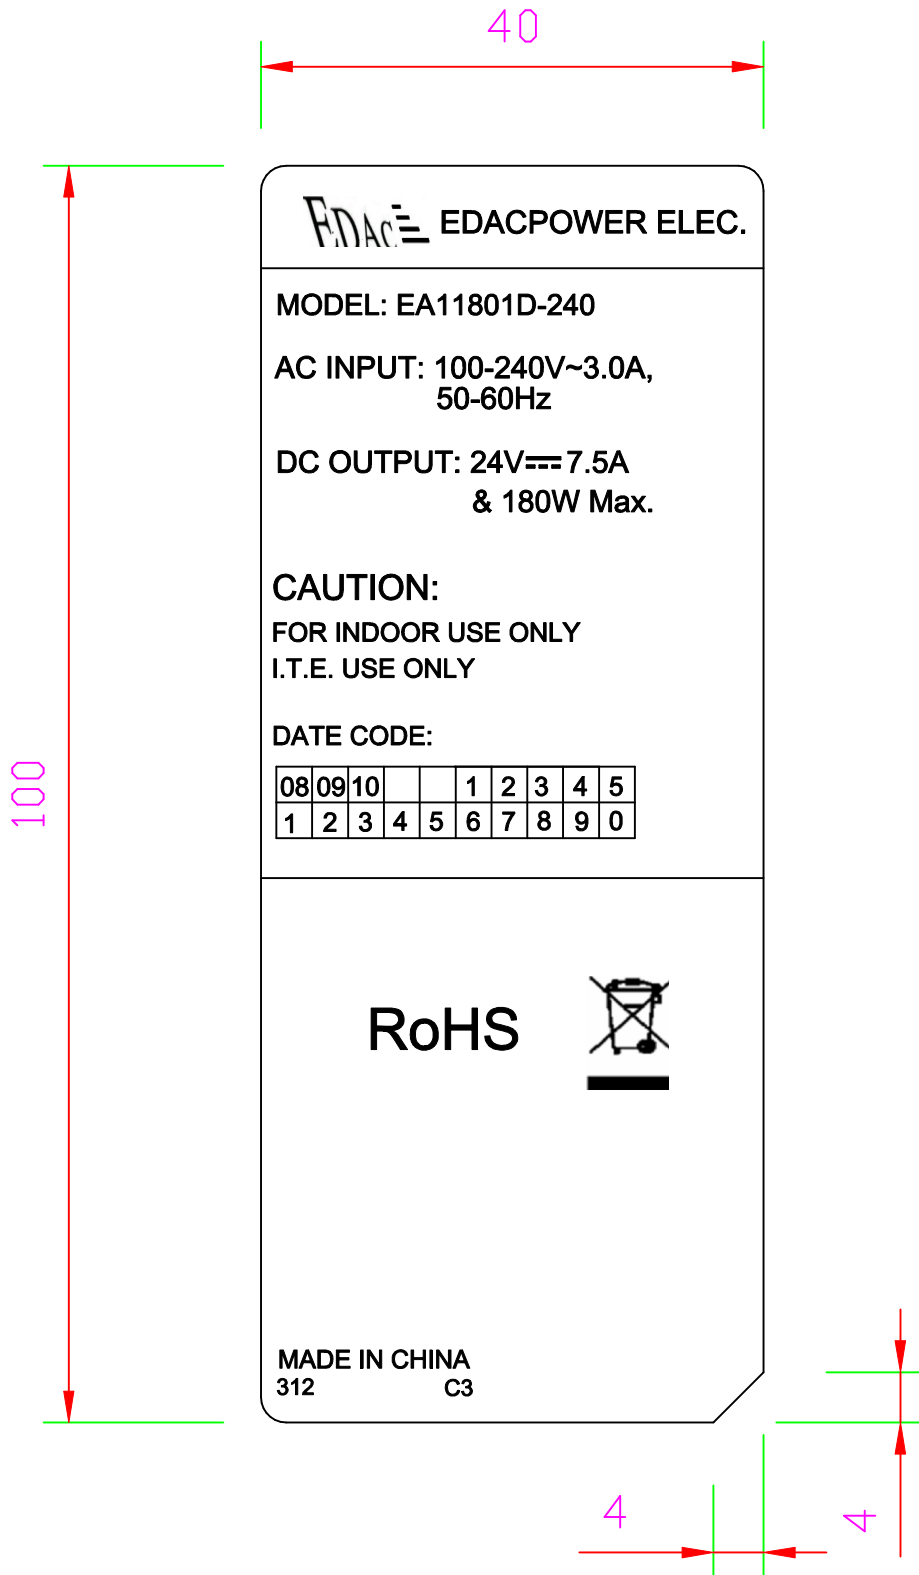 40
EDAC EDACPOWER ELEC.
MODEL: EA11801D-240
AC INPUT: 100-240V~3.0A,
50-60Hz
DC OUTPUT: 24V⎓7.5A
& 180W Max.
CAUTION:
FOR INDOOR USE ONLY
I.T.E. USE ONLY
DATE CODE:
08 09 10 1 2 3 4 5
1 2 3 4 5 6 7 8 9 0
100
RoHS
MADE IN CHINA
312 C3
4
4